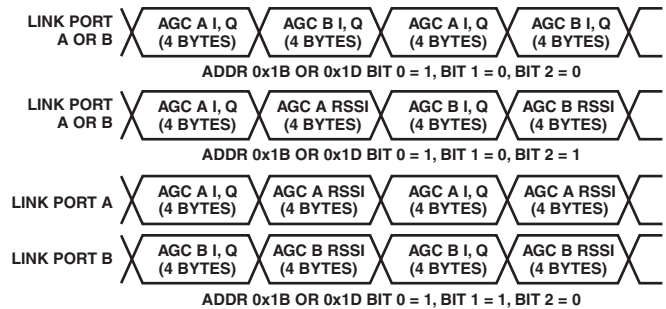 LINK PORT
A OR B
AGC A I, Q
(4 BYTES)
AGC B I, Q
(4 BYTES)
AGC A I, Q
(4 BYTES)
AGC B I, Q
(4 BYTES)
ADDR 0x1B OR 0x1D BIT 0 = 1, BIT 1 = 0, BIT 2 = 0
LINK PORT
A OR B
AGC A I, Q
(4 BYTES)
AGC A RSSI
(4 BYTES)
AGC B I, Q
(4 BYTES)
AGC B RSSI
(4 BYTES)
ADDR 0x1B OR 0x1D BIT 0 = 1, BIT 1 = 0, BIT 2 = 1
LINK PORT A
AGC A I, Q
(4 BYTES)
AGC A RSSI
(4 BYTES)
AGC A I, Q
(4 BYTES)
AGC A RSSI
(4 BYTES)
LINK PORT B
AGC B I, Q
(4 BYTES)
AGC B RSSI
(4 BYTES)
AGC B I, Q
(4 BYTES)
AGC B RSSI
(4 BYTES)
ADDR 0x1B OR 0x1D BIT 0 = 1, BIT 1 = 1, BIT 2 = 0